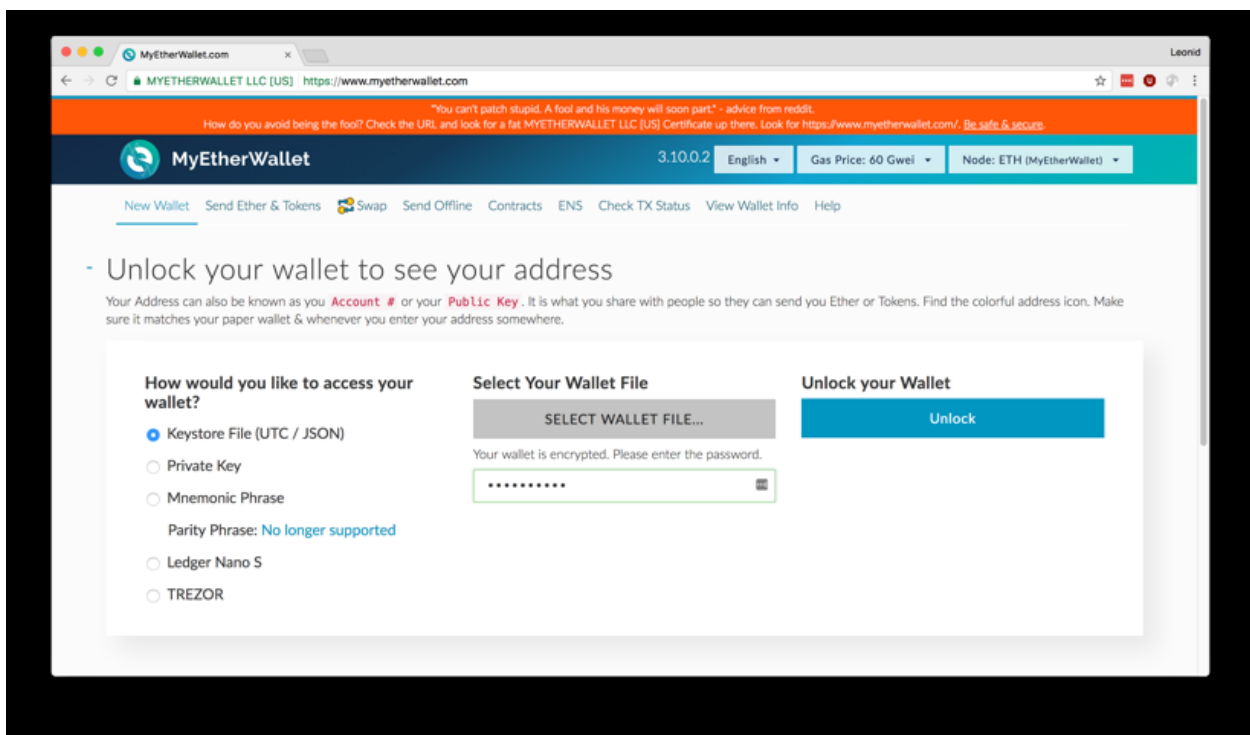 MyEtherWallet.com
Leonid
MYETHERWALLET LLC [US] https://www.myetherwallet.com
"You can't patch stupid. A fool and his money will soon part." - advice from reddit.
How do you avoid being the fool? Check the URL and look for a fat MYETHERWALLET LLC [US] Certificate up there. Look for https://www.myetherwallet.com/. Be safe & secure.
MyEtherWallet 3.10.0.2 English Gas Price: 60 Gwei Node: ETH (MyEtherWallet)
New Wallet Send Ether & Tokens Swap Send Offline Contracts ENS Check TX Status View Wallet Info Help
- Unlock your wallet to see your address
Your Address can also be known as you Account # or your Public Key. It is what you share with people so they can send you Ether or Tokens. Find the colorful address icon. Make
sure it matches your paper wallet & whenever you enter your address somewhere.
How would you like to access your
wallet?
Keystore File (UTC / JSON)
Private Key
Mnemonic Phrase
Parity Phrase: No longer supported
Ledger Nano S
TREZOR
Select Your Wallet File
SELECT WALLET FILE...
Your wallet is encrypted. Please enter the password.
••••••••••
Unlock your Wallet
Unlock